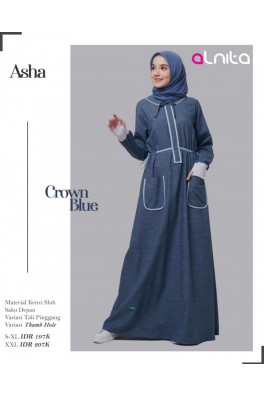 alnita
Asha
Crown
Blue
Material Kenzi Slub
Saku Depan
Variasi Tali Pinggang
Variasi Thumb Hole
S-XL IDR 197K
XXL IDR 207K